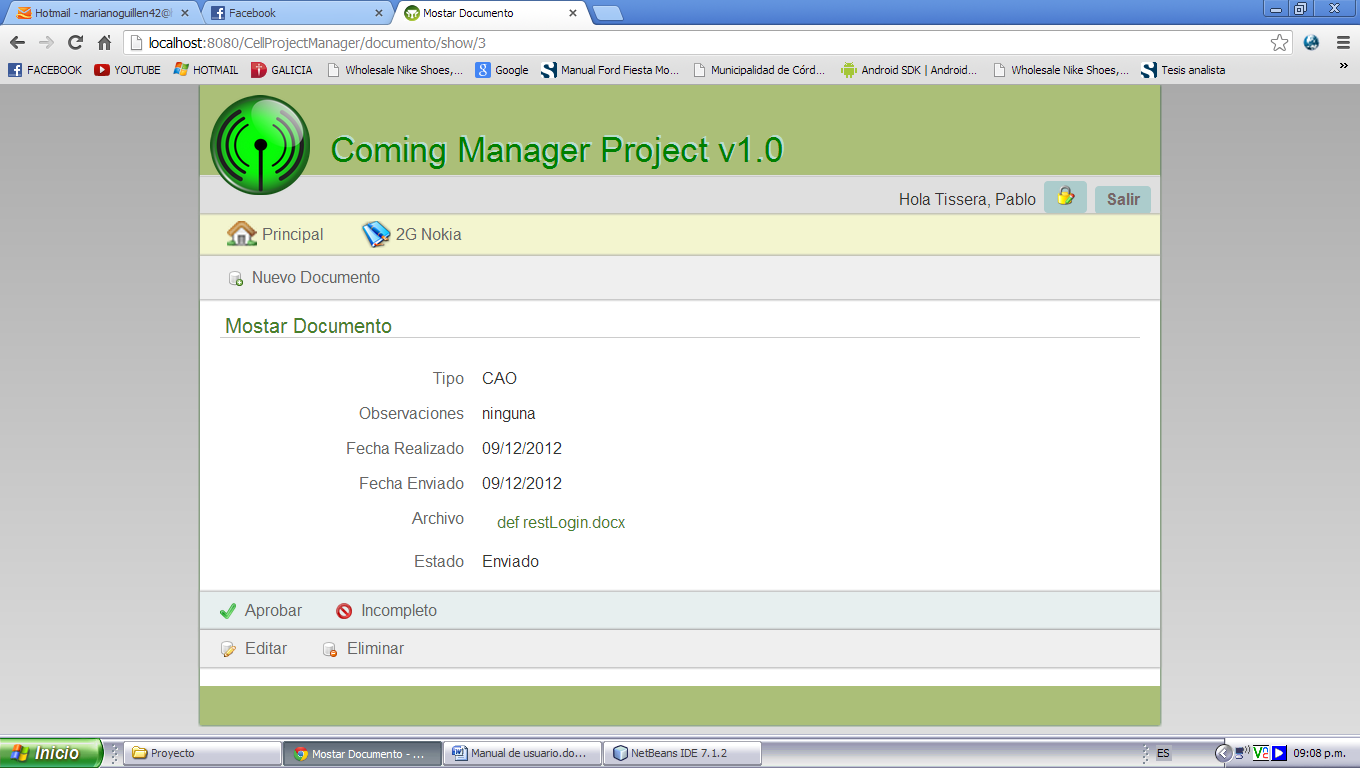 Hotmail - marianoguillen42@
Facebook
Mostar Documento
localhost:8080/CellProjectManager/documento/show/3
FACEBOOK YOUTUBE HOTMAIL GALICIA Wholesale Nike Shoes,... Google Manual Ford Fiesta Mo... Municipalidad de Córd... Android SDK | Android... Wholesale Nike Shoes,... Tesis analista »
Coming Manager Project v1.0
Hola Tissera, Pablo Salir
Principal 2G Nokia
Nuevo Documento
Mostar Documento
Tipo CAO
Observaciones ninguna
Fecha Realizado 09/12/2012
Fecha Enviado 09/12/2012
Archivo def restLogin.docx
Estado Enviado
Aprobar Incompleto
Editar Eliminar
Inicio Proyecto Mostar Documento - ... Manual de usuario.do... NetBeans IDE 7.1.2 ES 09:08 p.m.